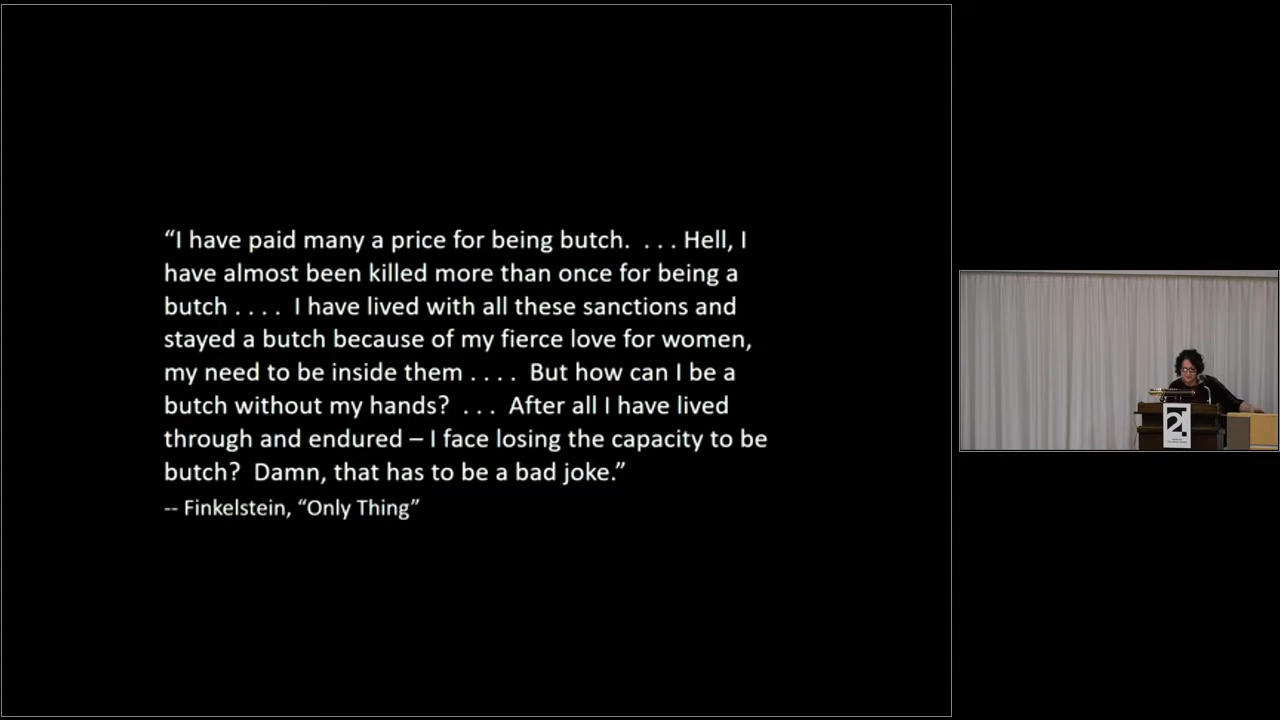 “I have paid many a price for being butch.  . . . Hell, I
have almost been killed more than once for being a
butch . . . .  I have lived with all these sanctions and
stayed a butch because of my fierce love for women,
my need to be inside them . . . .  But how can I be a
butch without my hands?  . . .  After all I have lived
through and endured – I face losing the capacity to be
butch?  Damn, that has to be a bad joke.”
-- Finkelstein, “Only Thing”
21